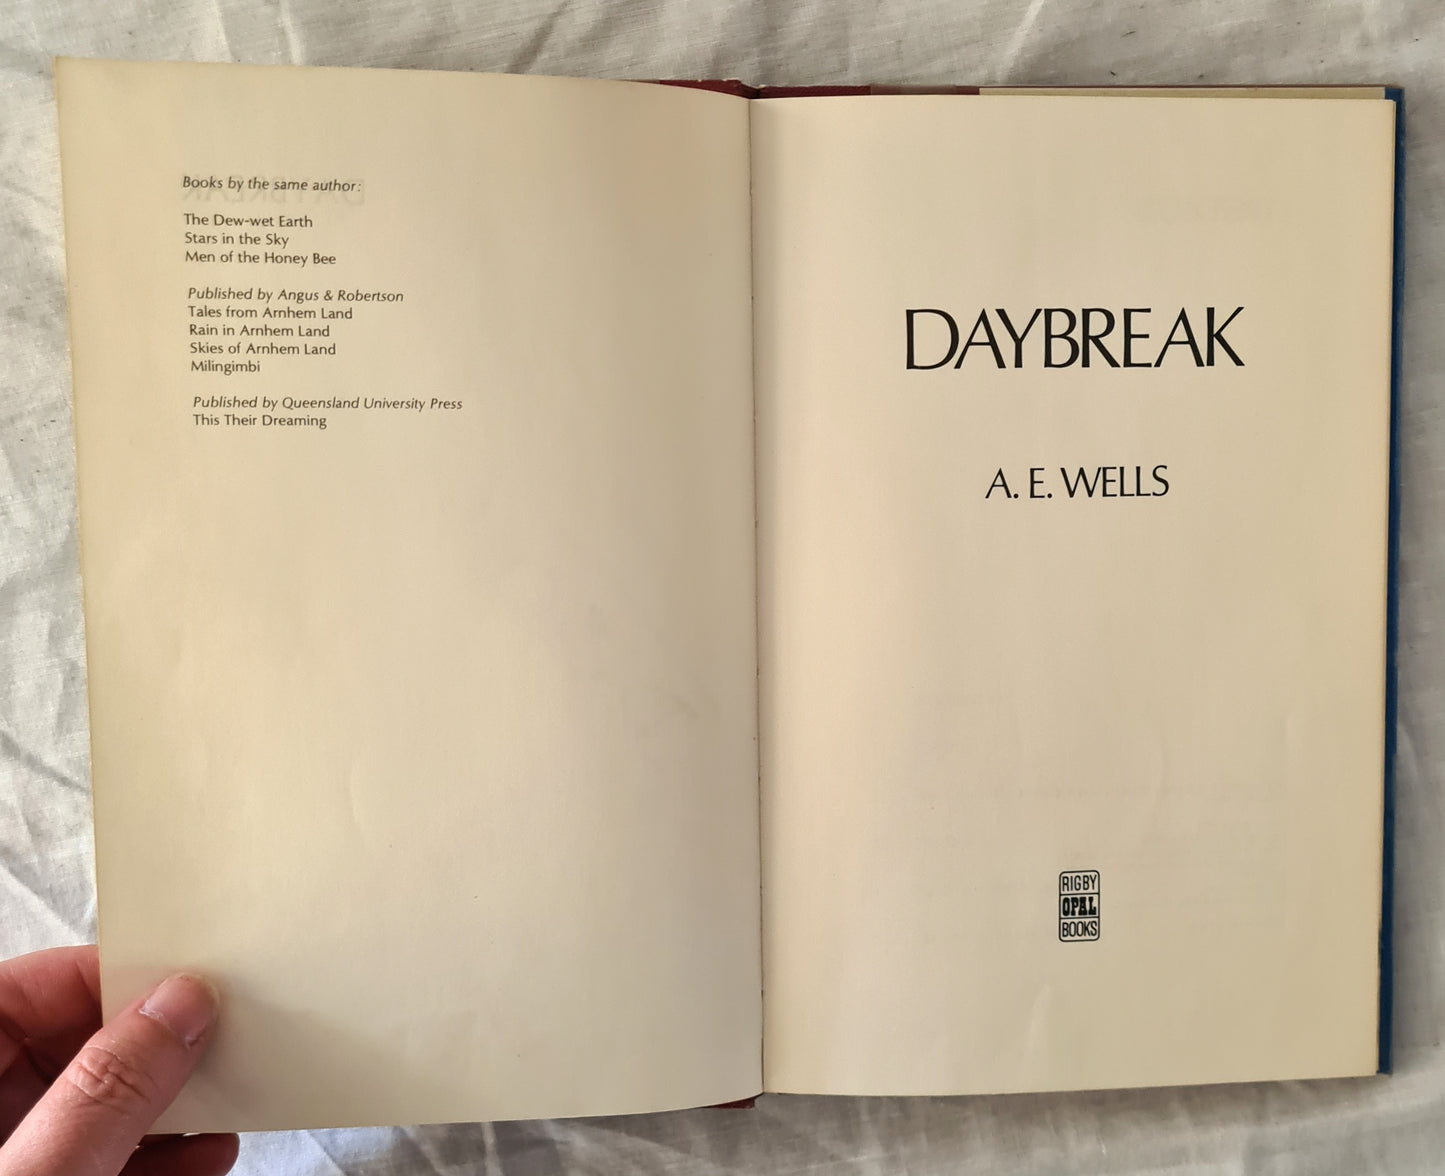 Books by the same author:
The Dew-wet Earth
Stars in the Sky
Men of the Honey Bee
Published by Angus & Robertson
Tales from Arnhem Land
Rain in Arnhem Land
Skies of Arnhem Land
Milingimbi
Published by Queensland University Press
This Their Dreaming
DAYBREAK
A. E. WELLS
RIGBY
OPAL
BOOKS